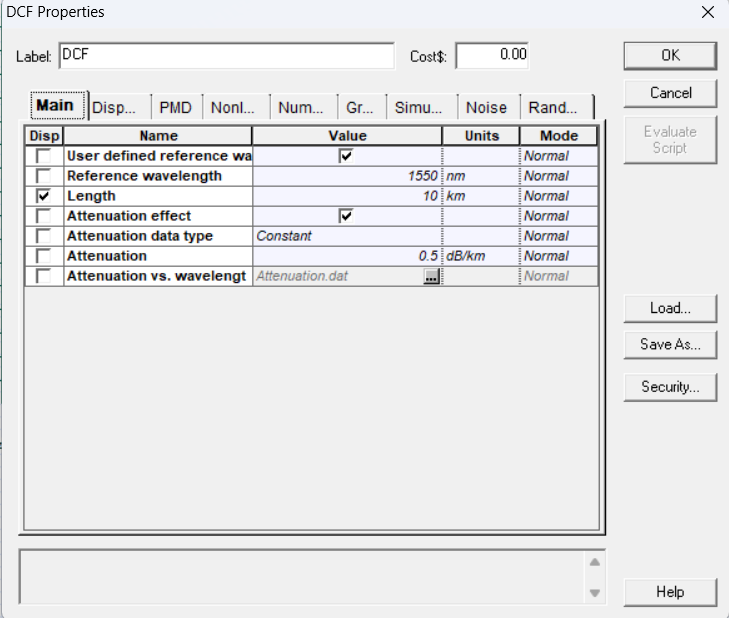 DCF Properties
Label: DCF Cost$: 0.00 OK
Cancel
Evaluate
Script
Main Disp... PMD Nonl... Num... Gr... Simu... Noise Rand...
Disp Name Value Units Mode
User defined reference wa Normal
Reference wavelength 1550 nm Normal
Length 10 km Normal
Attenuation effect Normal
Attenuation data type Constant Normal
Attenuation 0.5 dB/km Normal
Attenuation vs. wavelengt Attenuation.dat ... Normal
Load...
Save As...
Security...
Help